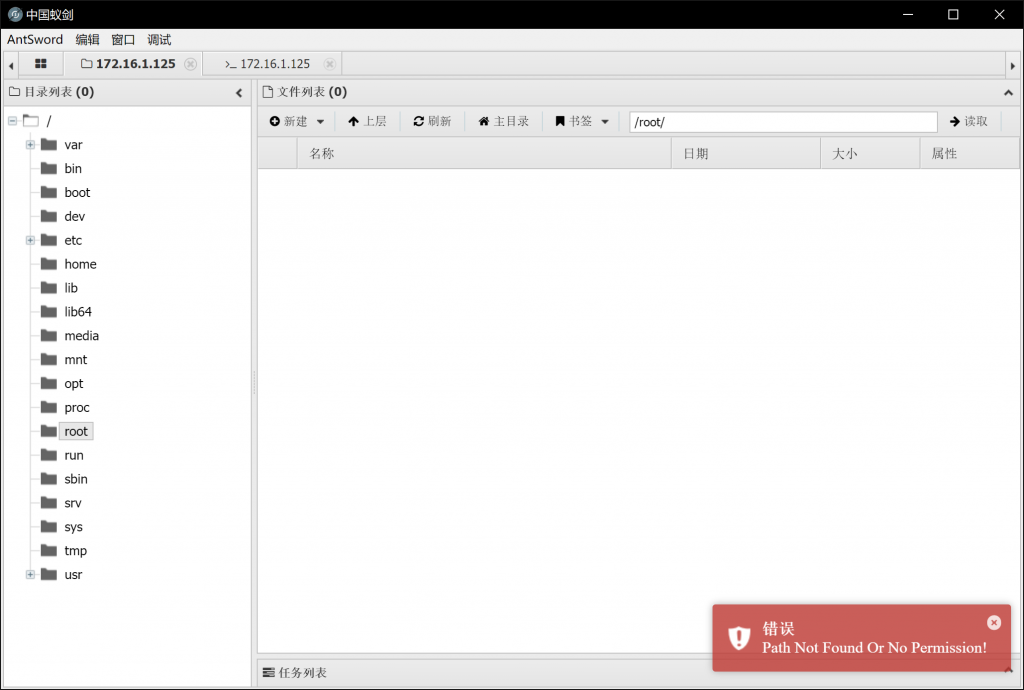 中国蚁剑
AntSword 编辑 窗口 调试
172.16.1.125 >_ 172.16.1.125
目录列表 (0)
文件列表 (0)
新建 上层 刷新 主目录 书签 /root/ 读取
名称 日期 大小 属性
/
var
bin
boot
dev
etc
home
lib
lib64
media
mnt
opt
proc
root
run
sbin
srv
sys
tmp
usr
错误
Path Not Found Or No Permission!
任务列表